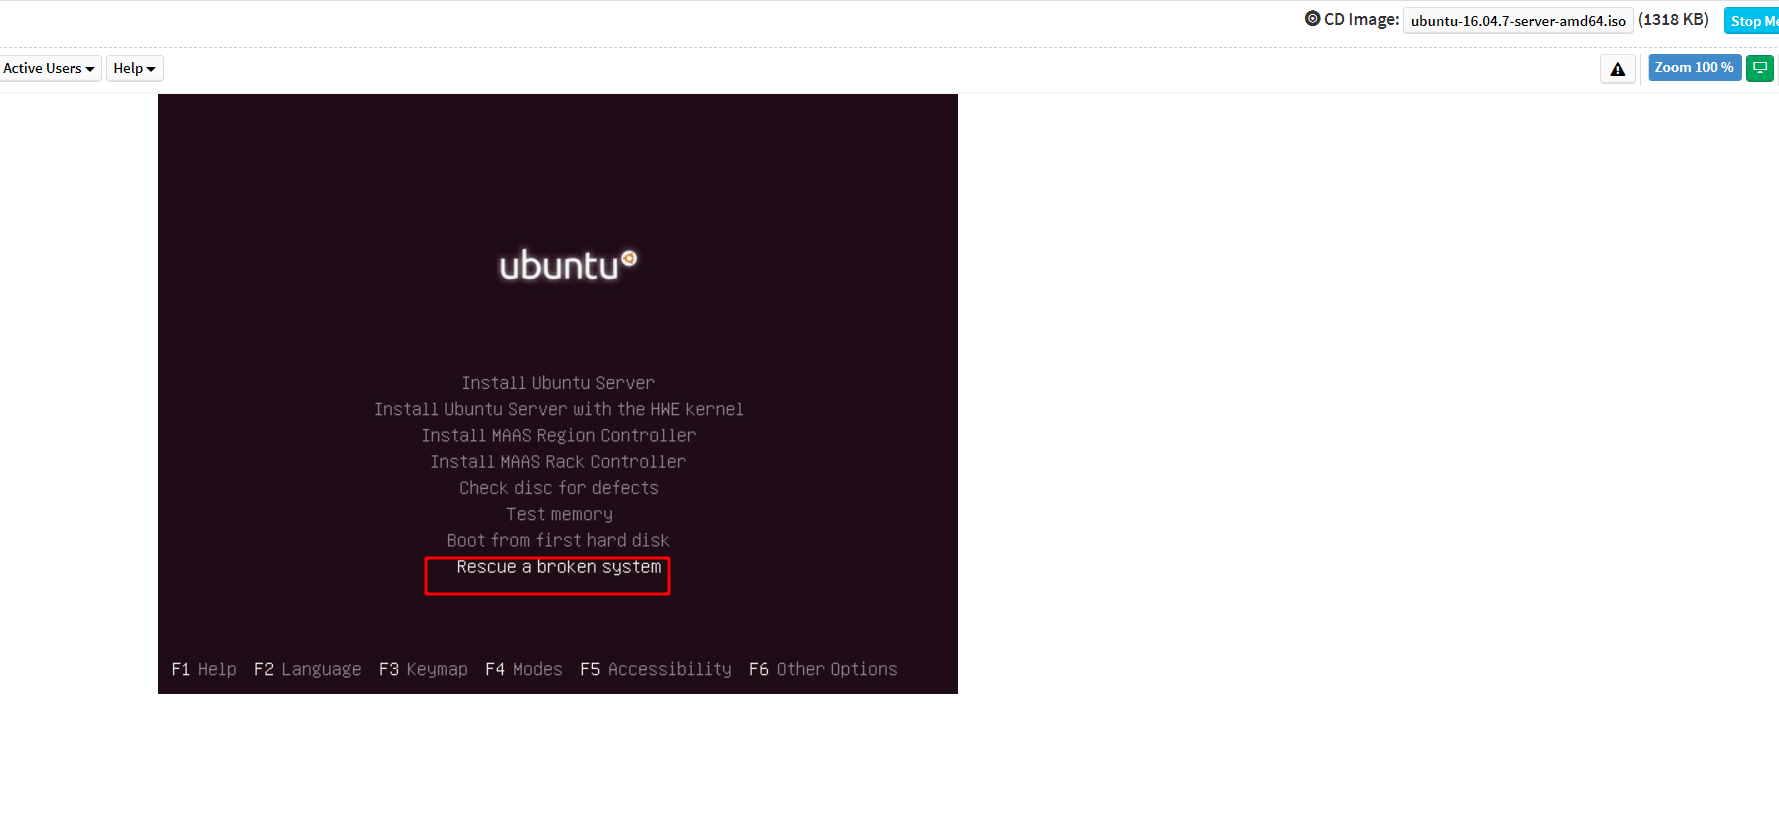 CD Image: ubuntu-16.04.7-server-amd64.iso (1318 KB) Stop Me
Active Users Help Zoom 100 %
ubuntu
Install Ubuntu Server
Install Ubuntu Server with the HWE kernel
Install MAAS Region Controller
Install MAAS Rack Controller
Check disc for defects
Test memory
Boot from first hard disk
Rescue a broken system
F1 Help F2 Language F3 Keymap F4 Modes F5 Accessibility F6 Other Options